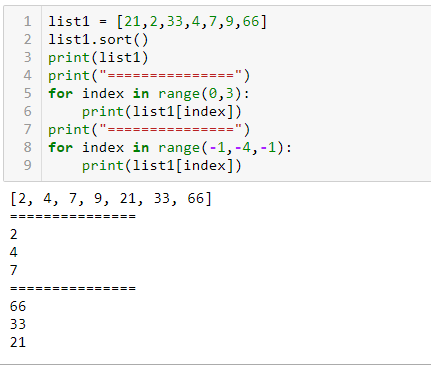 1 list1 = [21,2,33,4,7,9,66]
2 list1.sort()
3 print(list1)
4 print("===============")
5 for index in range(0,3):
6     print(list1[index])
7 print("===============")
8 for index in range(-1,-4,-1):
9     print(list1[index])
[2, 4, 7, 9, 21, 33, 66]
===============
2
4
7
===============
66
33
21